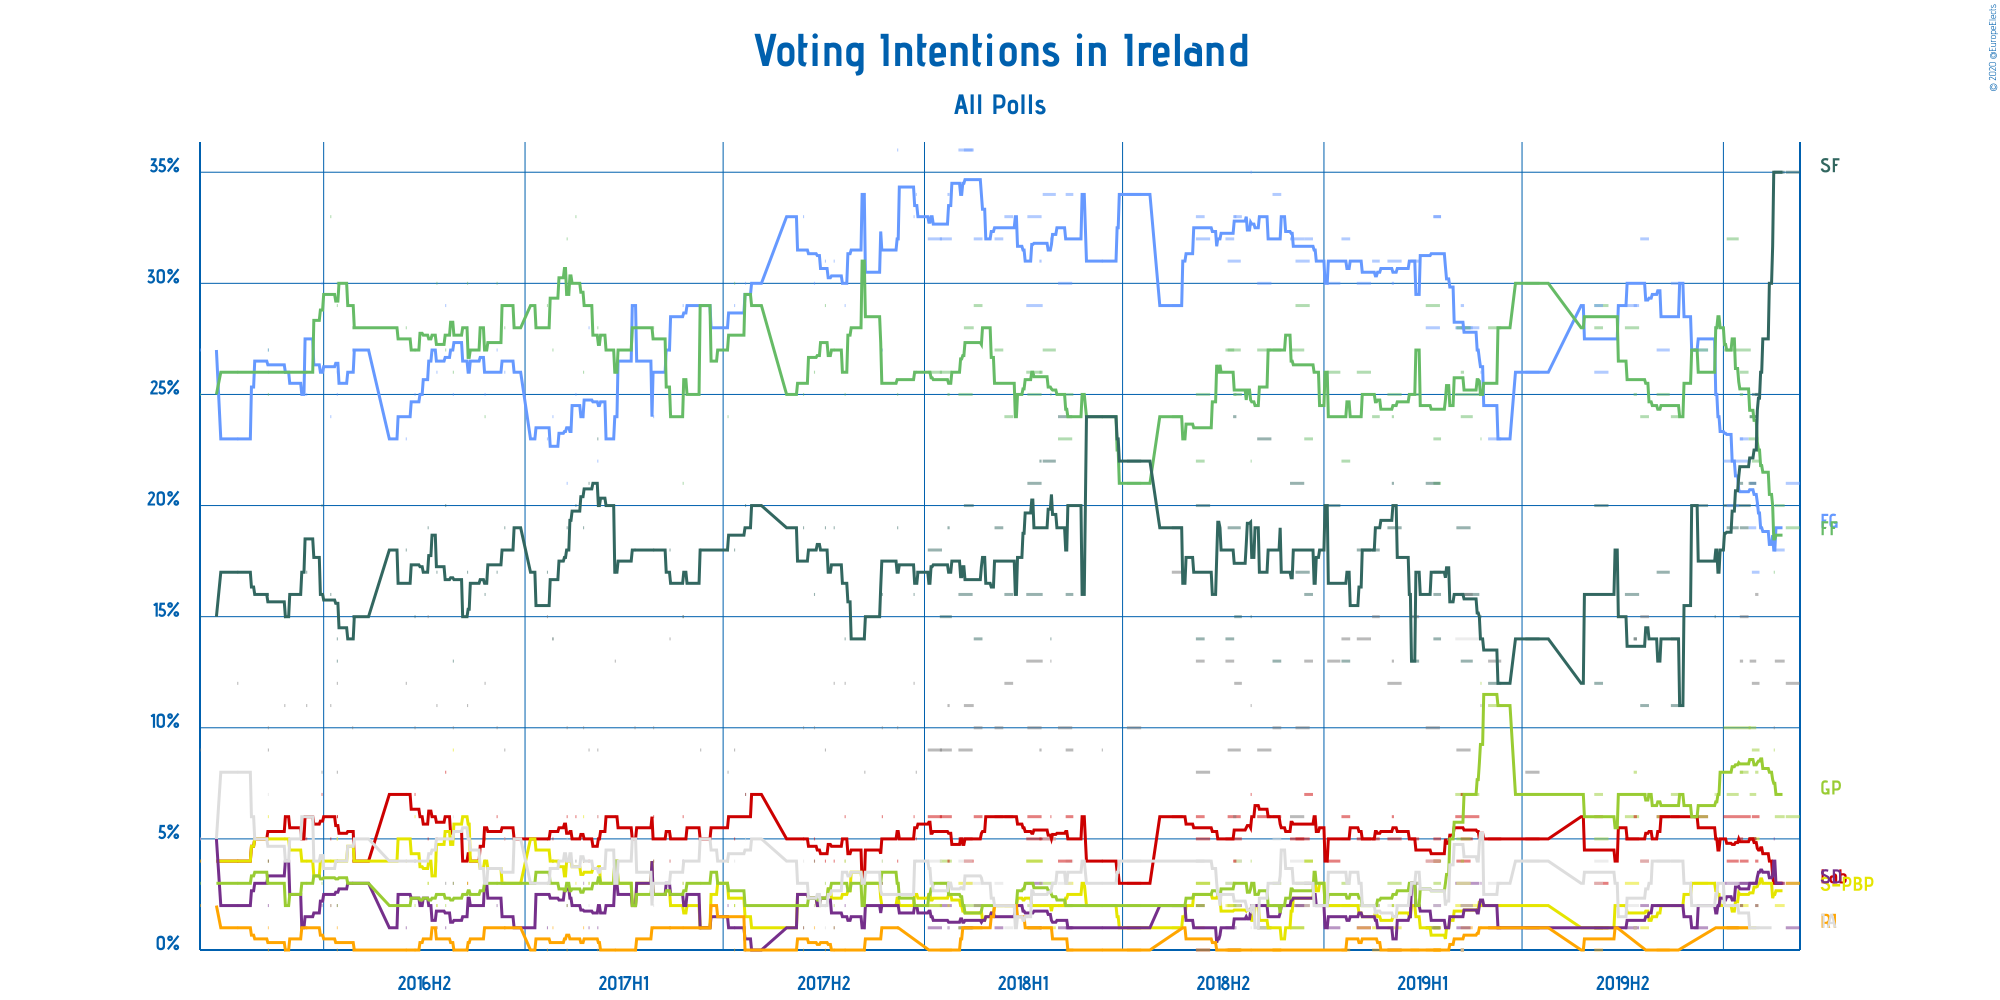 Voting Intentions in Ireland
All Polls
© 2020 @EuropeElects
35%
30%
25%
20%
15%
10%
5%
0%
SF
FG
FF
GP
S-PBP
2016H2
2017H1
2017H2
2018H1
2018H2
2019H1
2019H2